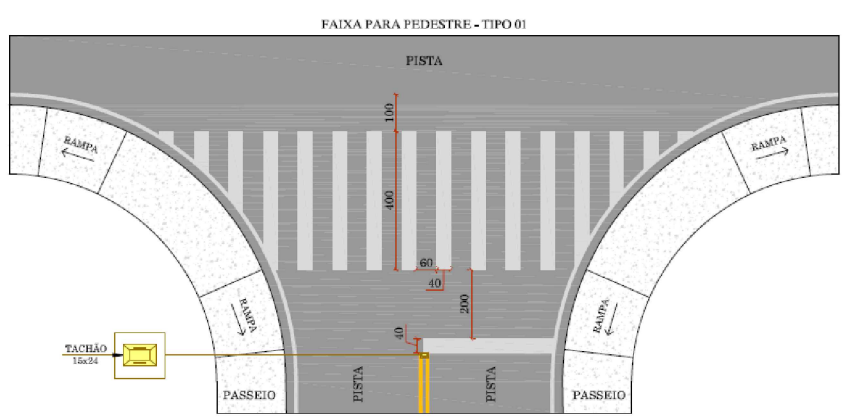 FAIXA PARA PEDESTRE - TIPO 01
PISTA
100
RAMPA
RAMPA
400
60
40
200
RAMPA
RAMPA
40
TACHÃO
15x24
PISTA
PISTA
PASSEIO
PASSEIO